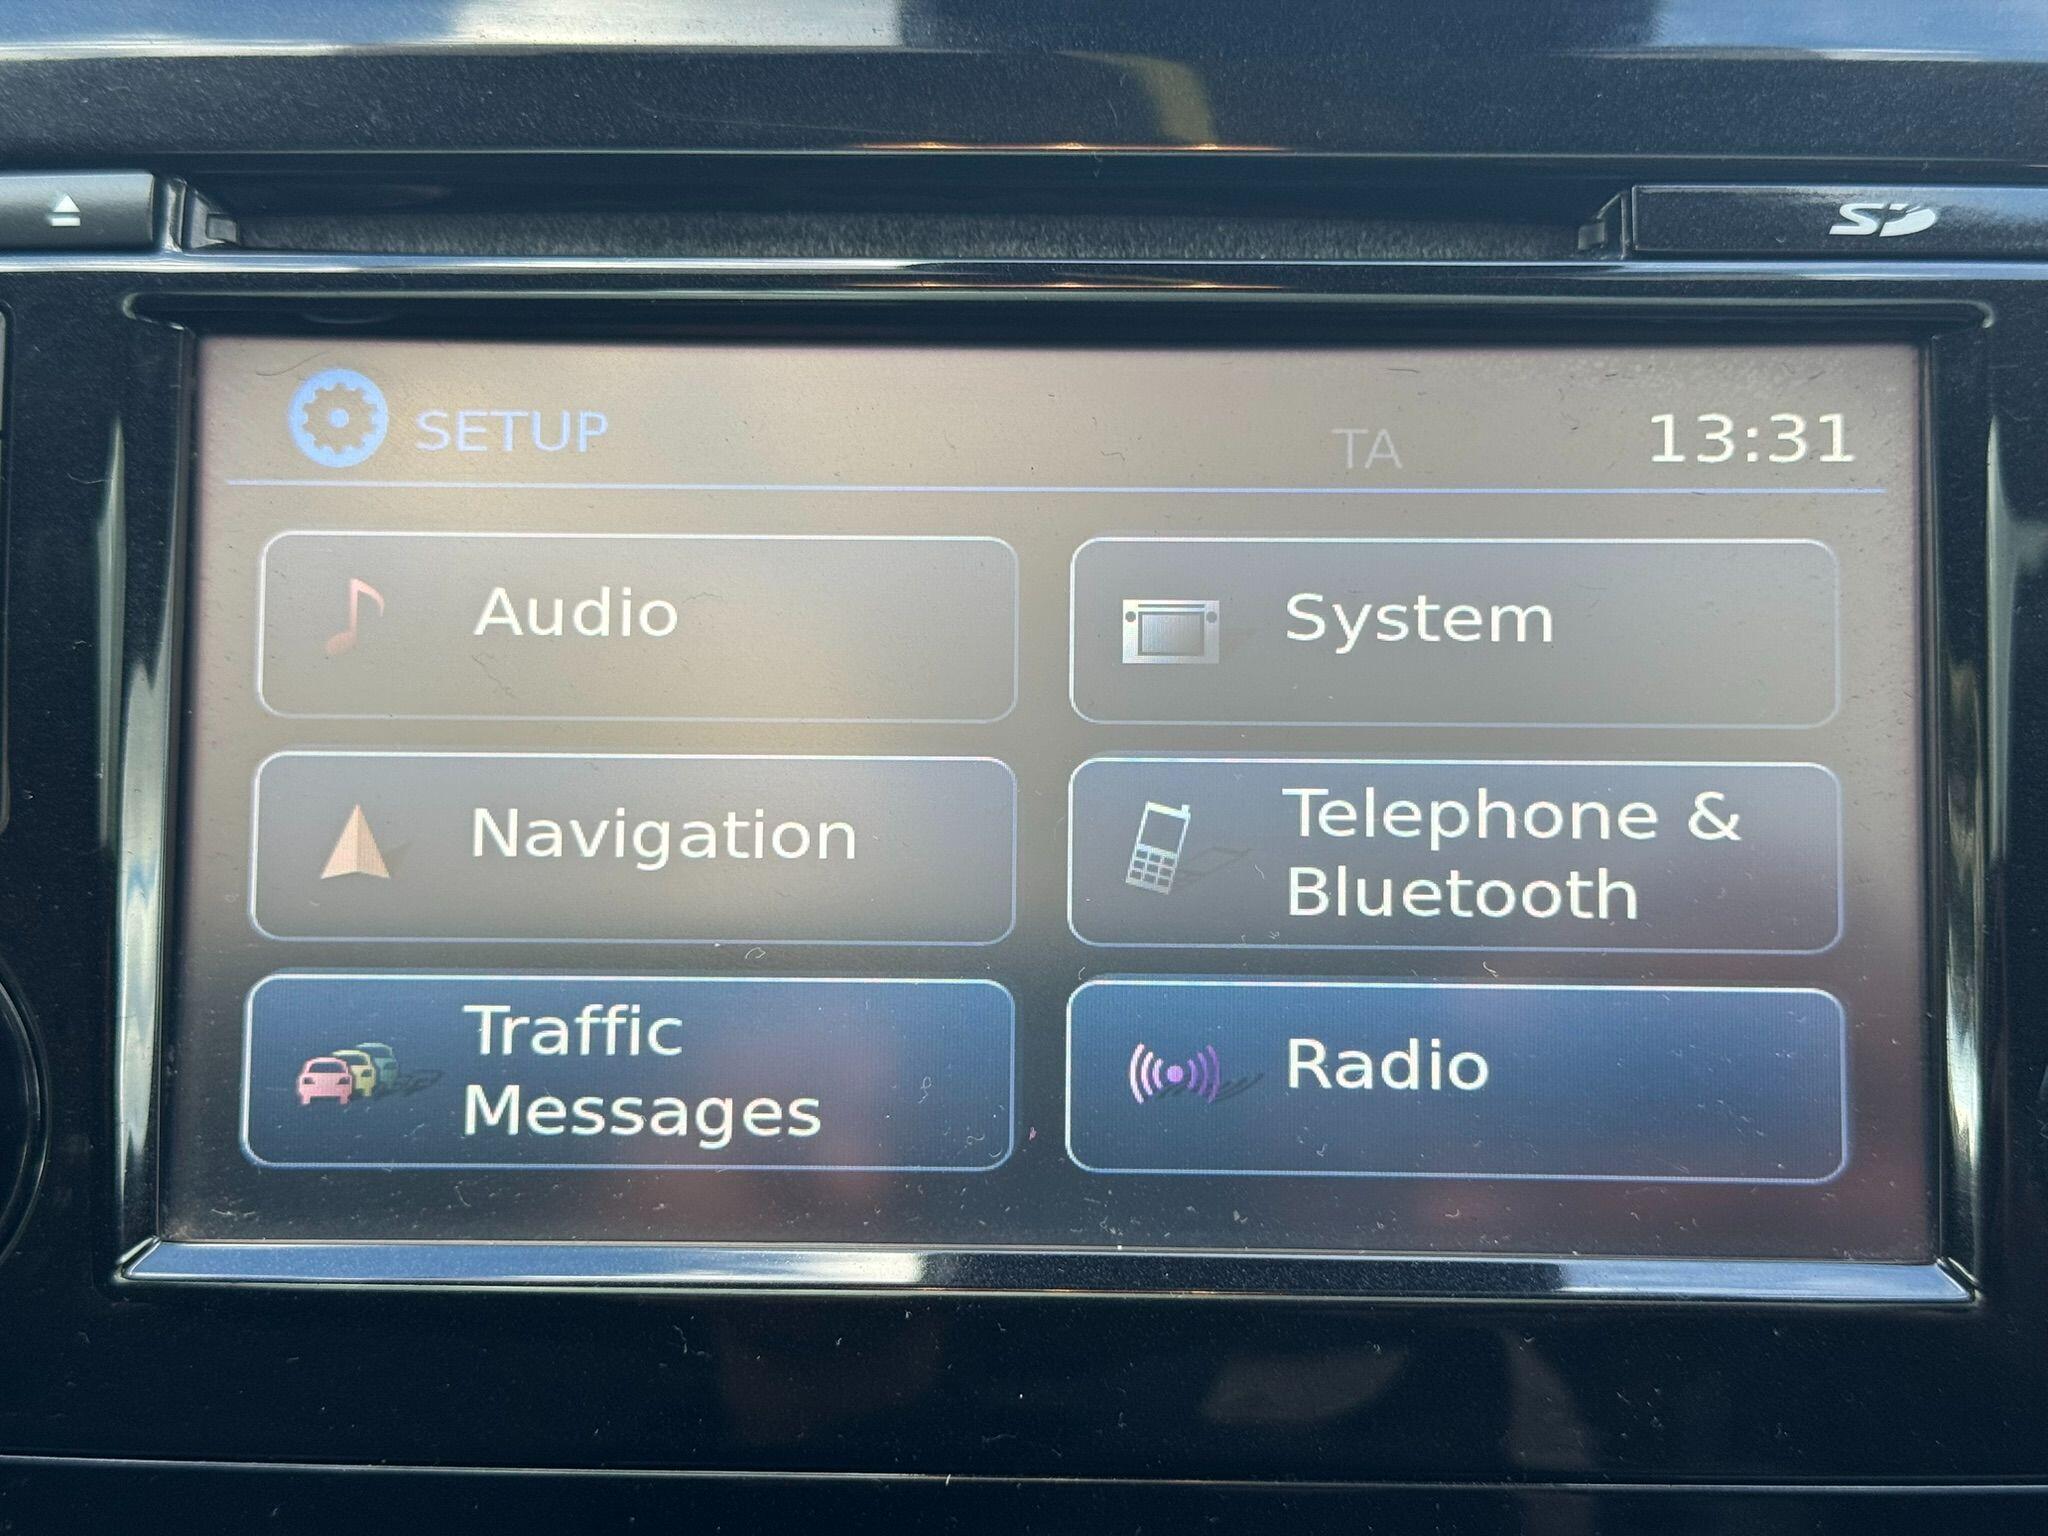 SD
SETUP
TA
13:31
Audio
System
Navigation
Telephone &
Bluetooth
Traffic
Messages
Radio